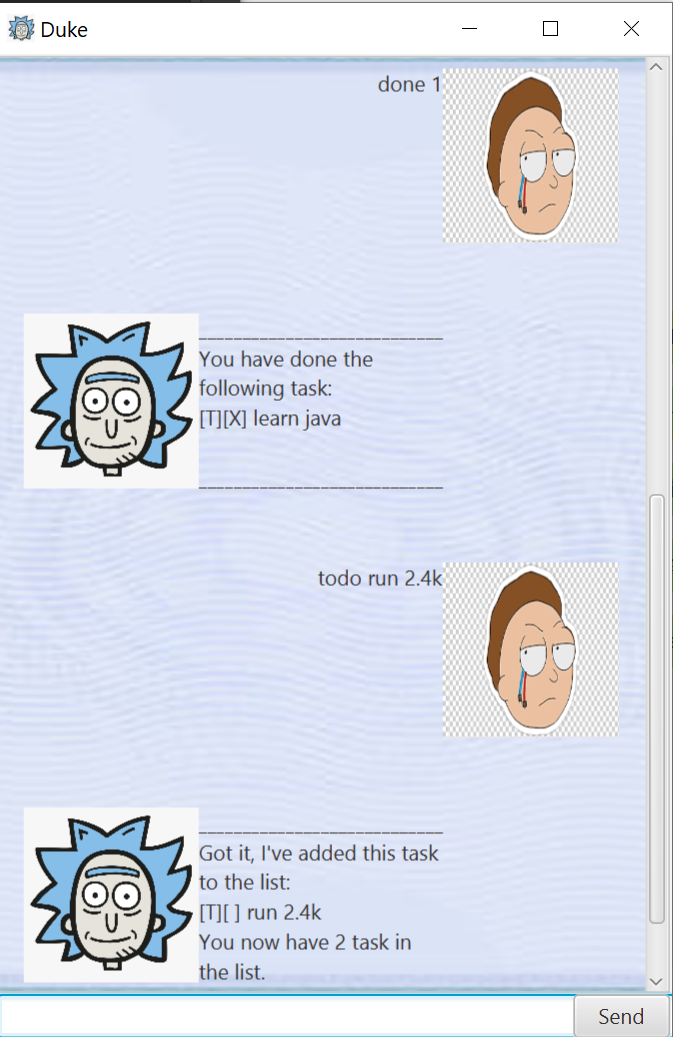 Duke
done 1
____________________________
You have done the
following task:
[T][X] learn java
____________________________
todo run 2.4k
____________________________
Got it, I've added this task
to the list:
[T][ ] run 2.4k
You now have 2 task in
the list.
Send